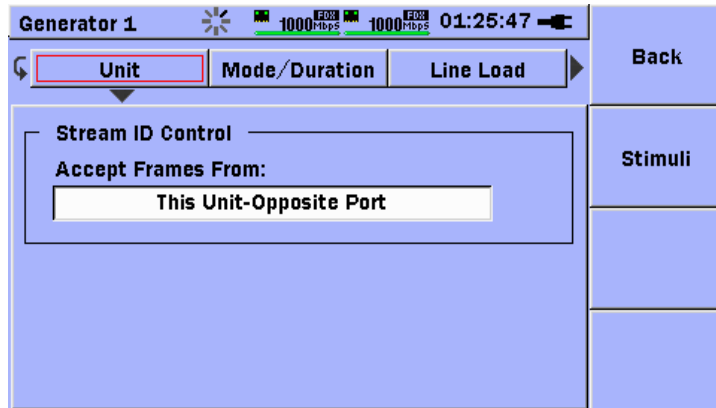 Generator 1
1000 FDX Mbps 1000 FDX Mbps 01:25:47
Unit Mode/Duration Line Load
Stream ID Control
Accept Frames From:
This Unit-Opposite Port
Back
Stimuli